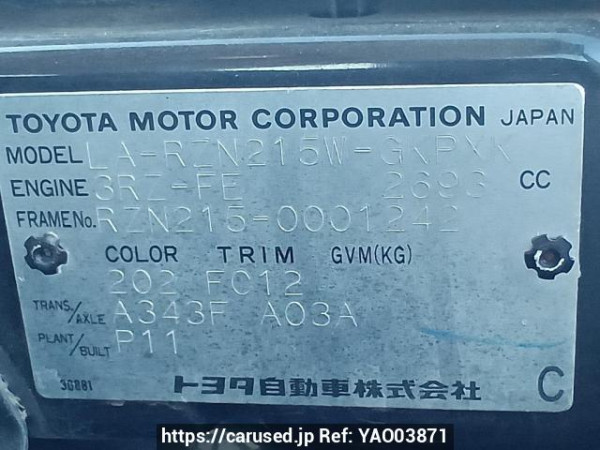 TOYOTA MOTOR CORPORATION JAPAN
MODEL LA-RZN215W-GKPXK
ENGINE 3RZ-FE 2693 CC
FRAME No. RZN215-0001242
COLOR TRIM GVM(KG)
202 FC12
TRANS./AXLE A343F A03A
PLANT/BUILT P11
3G881 トヨタ自動車株式会社 C
https://carused.jp Ref: YA003871